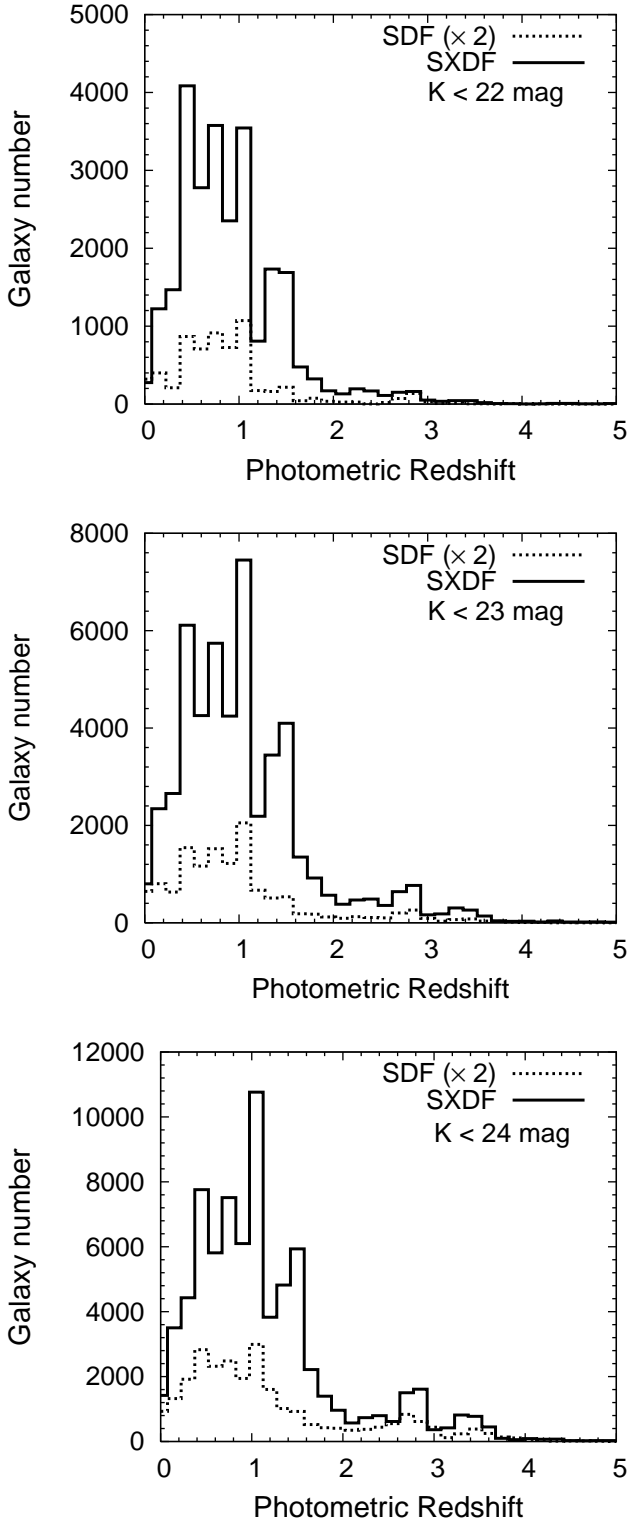 5000
4000
3000
2000
1000
0
Galaxy number
SDF (× 2)
SXDF
K < 22 mag
0 1 2 3 4 5
Photometric Redshift
8000
6000
4000
2000
0
Galaxy number
SDF (× 2)
SXDF
K < 23 mag
0 1 2 3 4 5
Photometric Redshift
12000
10000
8000
6000
4000
2000
0
Galaxy number
SDF (× 2)
SXDF
K < 24 mag
0 1 2 3 4 5
Photometric Redshift